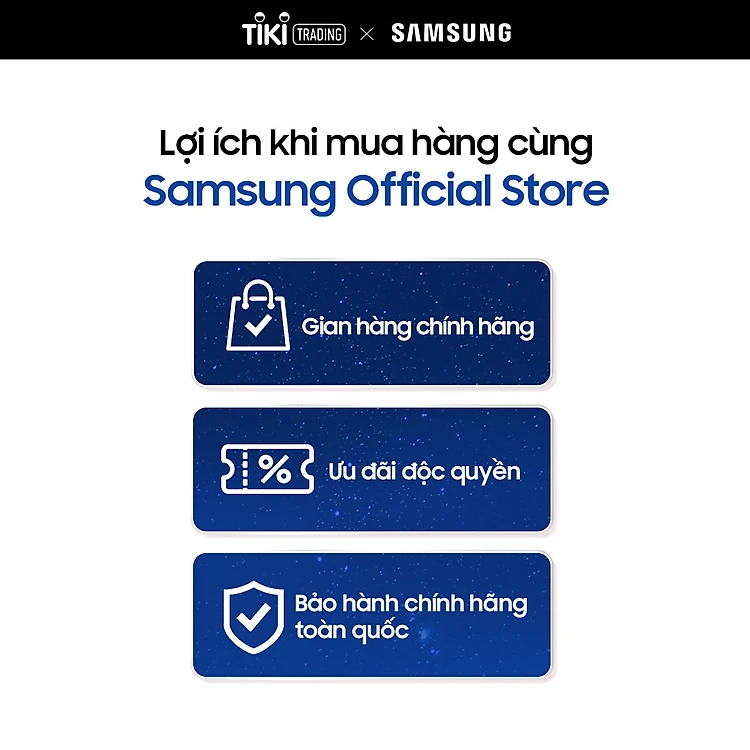 TIKI TRADING × SAMSUNG
Lợi ích khi mua hàng cùng
Samsung Official Store
Gian hàng chính hãng
% Ưu đãi độc quyền
Bảo hành chính hãng
toàn quốc